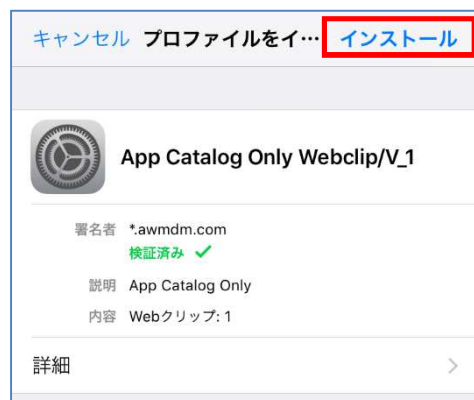 キャンセル プロファイルをイ… インストール
App Catalog Only Webclip/V_1
署名者 *.awmdm.com
検証済み ✓
説明 App Catalog Only
内容 Webクリップ: 1
詳細